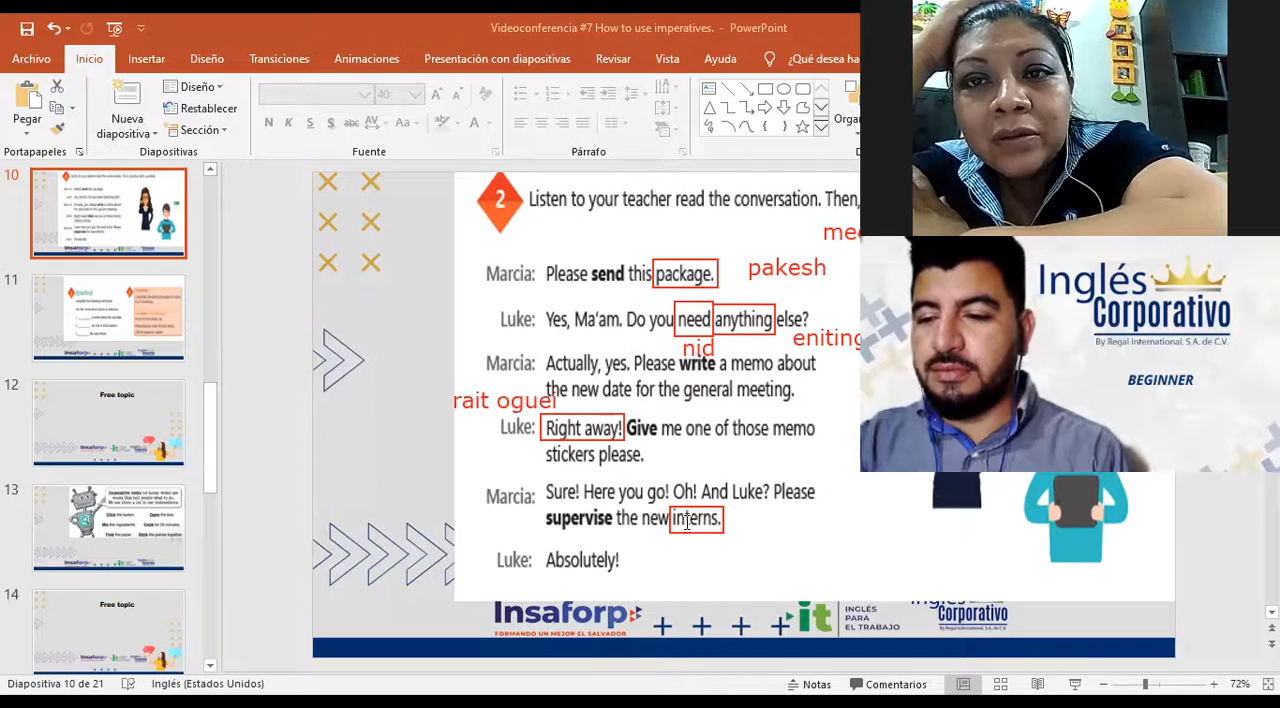 Videoconferencia #7 How to use imperatives. - PowerPoint
Archivo Inicio Insertar Diseño Transiciones Animaciones Presentación con diapositivas Revisar Vista Ayuda ¿Qué desea ha
Pegar
Nueva diapositiva
Diseño
Restablecer
Sección
40
Organ
Portapapeles Diapositivas Fuente Párrafo
10
11
12
Free topic
13
14
Free topic
2 Listen to your teacher read the conversation. Then,
mee
Marcia: Please send this package.
pakesh
Luke: Yes, Ma'am. Do you need anything else?
nid
eniting
Marcia: Actually, yes. Please write a memo about
the new date for the general meeting.
rait oguei
Luke: Right away! Give me one of those memo
stickers please.
Marcia: Sure! Here you go! Oh! And Luke? Please
supervise the new interns.
Luke: Absolutely!
Insaforp
FORMANDO UN MEJOR EL SALVADOR
it
INGLÉS
PARA
EL TRABAJO
Inglés
Corporativo
By Regal International, S.A. de C.V.
Inglés
Corporativo
By Regal International, S.A. de C.V.
BEGINNER
Diapositiva 10 de 21 Inglés (Estados Unidos) Notas Comentarios 72%